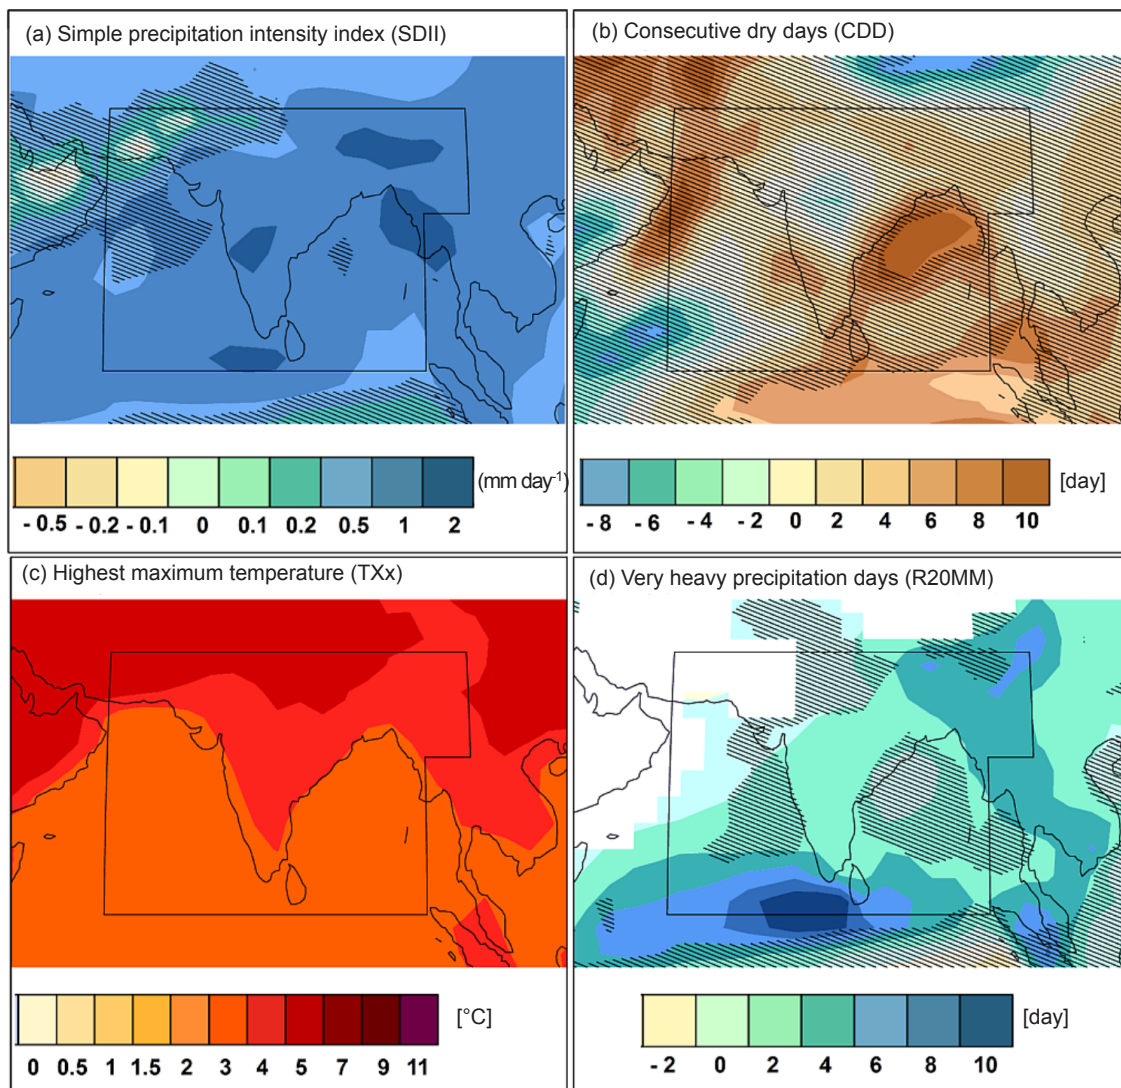 (a) Simple precipitation intensity index (SDII)
(b) Consecutive dry days (CDD)
- 0.5 - 0.2 - 0.1 0 0.1 0.2 0.5 1 2 (mm day⁻¹)
- 8 - 6 - 4 - 2 0 2 4 6 8 10 [day]
(c) Highest maximum temperature (TXx)
(d) Very heavy precipitation days (R20MM)
0 0.5 1 1.5 2 3 4 5 7 9 11 [°C]
- 2 0 2 4 6 8 10 [day]